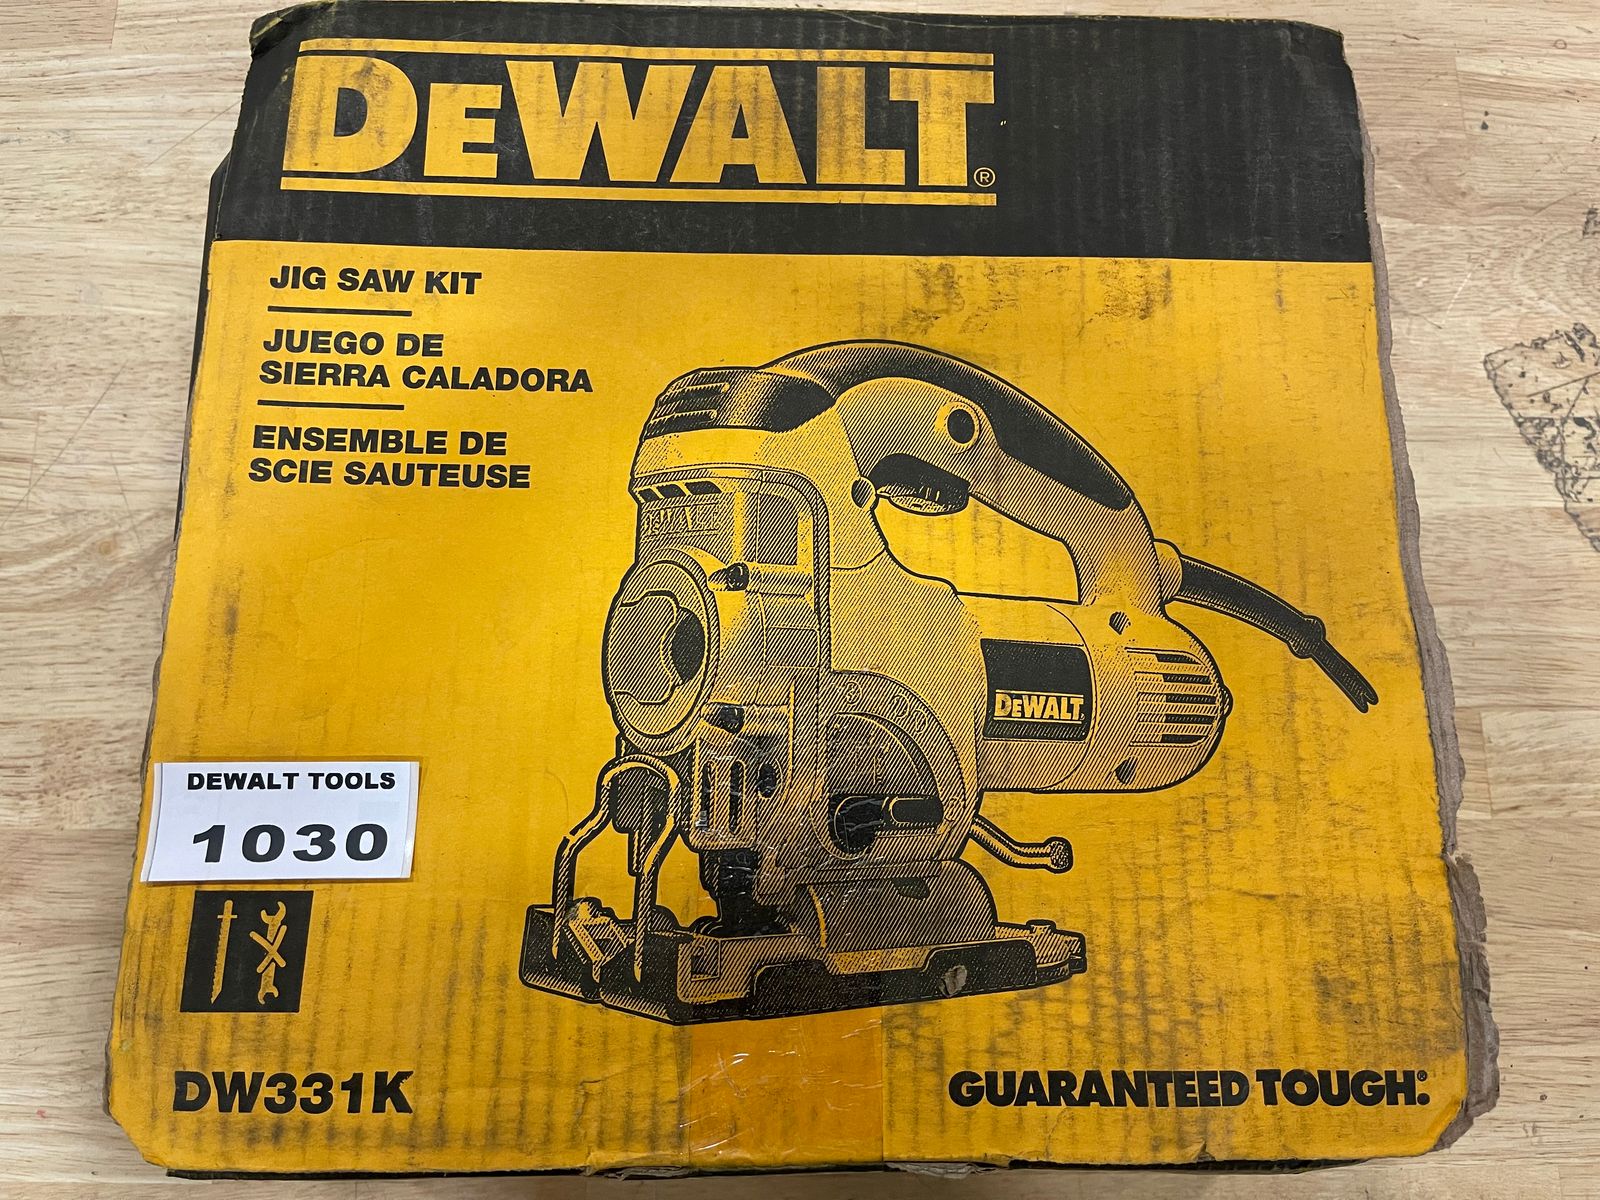 DEWALT®
JIG SAW KIT
JUEGO DE
SIERRA CALADORA
ENSEMBLE DE
SCIE SAUTEUSE
DEWALT
DEWALT
DEWALT TOOLS
1030
DW331K
GUARANTEED TOUGH®.